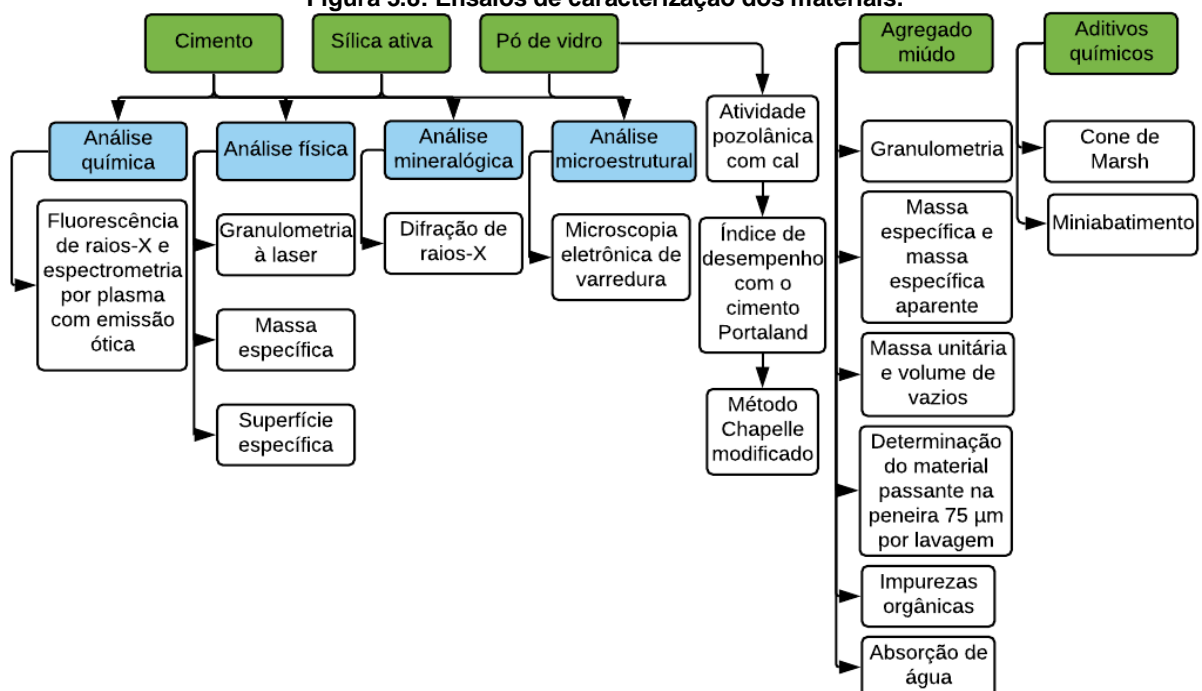 Figura 3.8: Ensaios de caracterização dos materiais.
Cimento
Sílica ativa
Pó de vidro
Agregado
miúdo
Aditivos
químicos
Análise
química
Análise física
Análise
mineralógica
Análise
microestrutural
Atividade
pozolânica
com cal
Granulometria
Cone de
Marsh
Fluorescência
de raios-X e
espectrometria
por plasma
com emissão
ótica
Granulometria
à laser
Difração de
raios-X
Microscopia
eletrônica de
varredura
Índice de
desempenho
com o
cimento
Portaland
Massa
específica e
massa
específica
aparente
Miniabatimento
Massa
específica
Massa unitária
e volume de
vazios
Superfície
específica
Método
Chapelle
modificado
Determinação
do material
passante na
peneira 75 µm
por lavagem
Impurezas
orgânicas
Absorção de
água